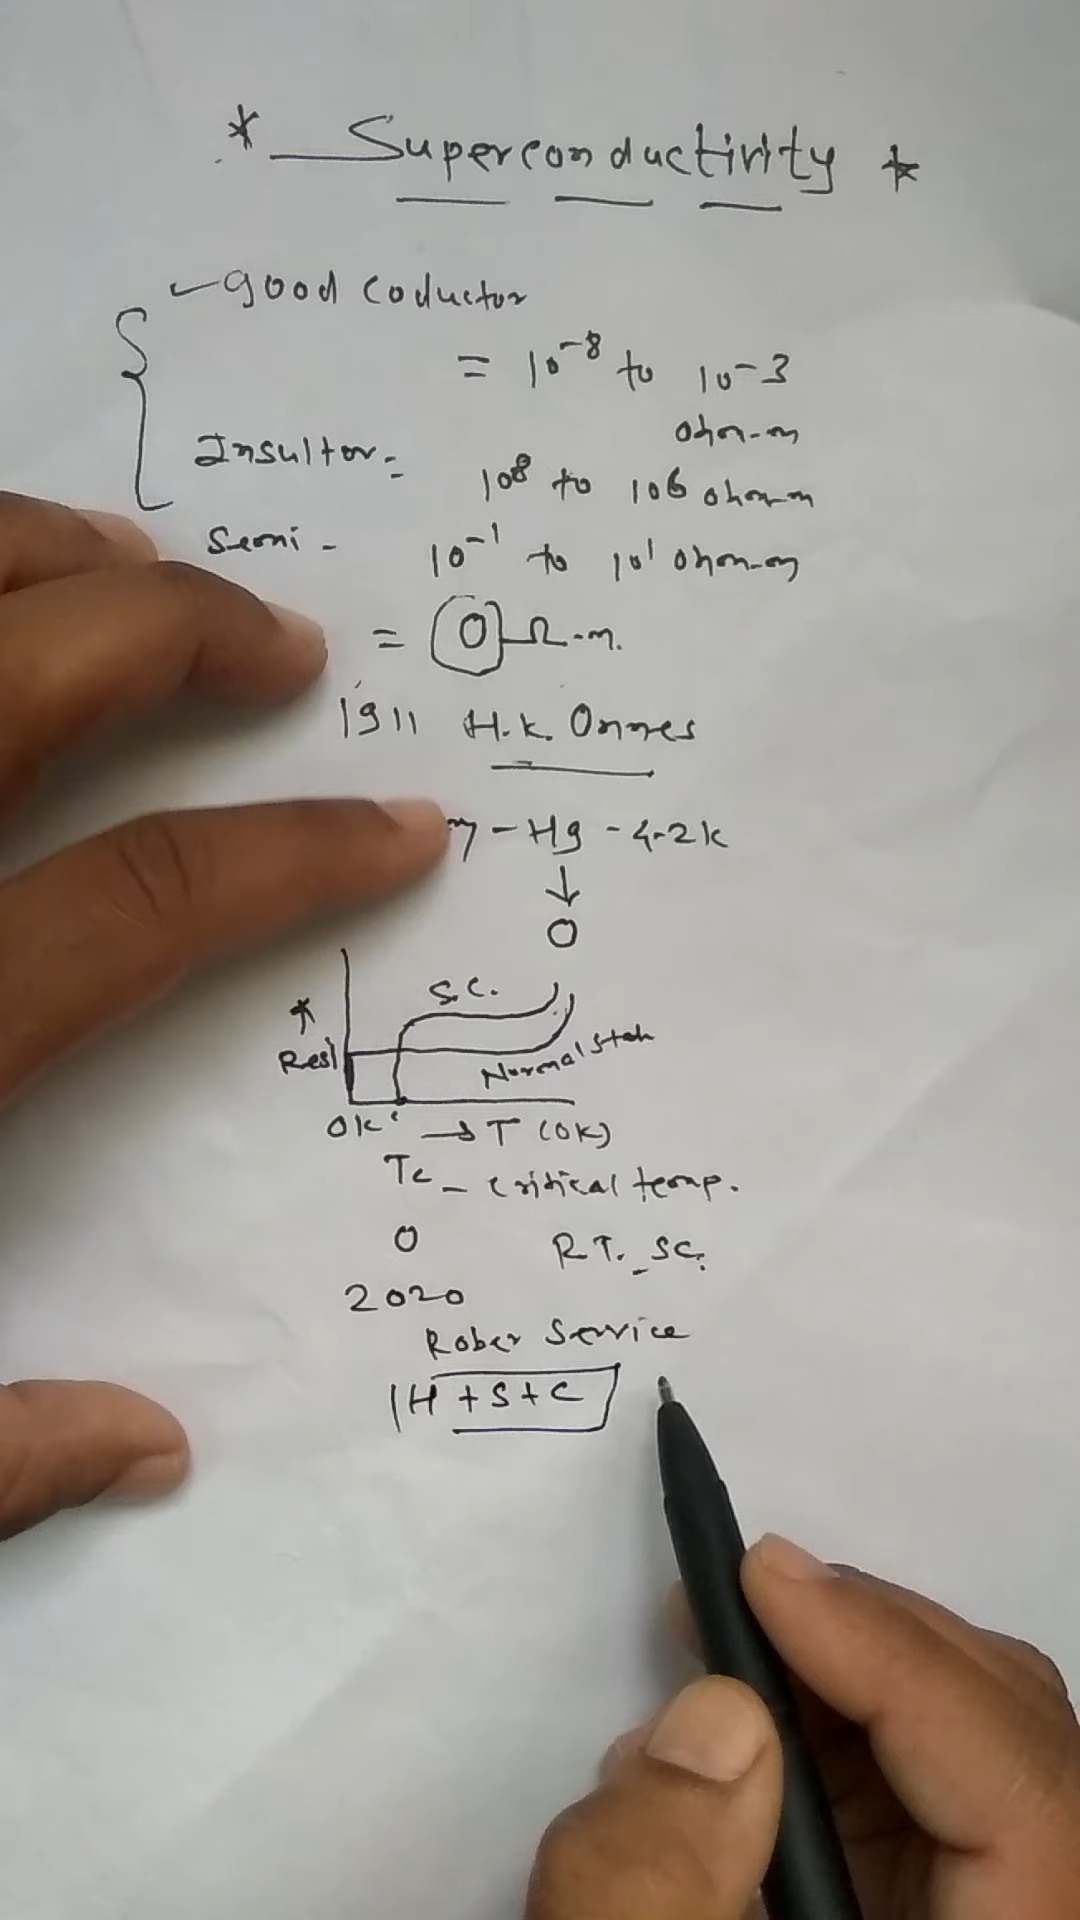 * Superconductivity *
good coductor
= 10-8 to 10-3
ohm-m
Insultor = 108 to 106 ohm-m
Semi - 10-1 to 101 ohm-m
= 0 Ω-m.
1911 H.K. Onnes
- Hg - 4.2k
↓
0
S.C.
Res
Normal
0k → T (0K)
Tc - critical temp.
0 R.T. SC.
2020
Rober Service
H + S + C